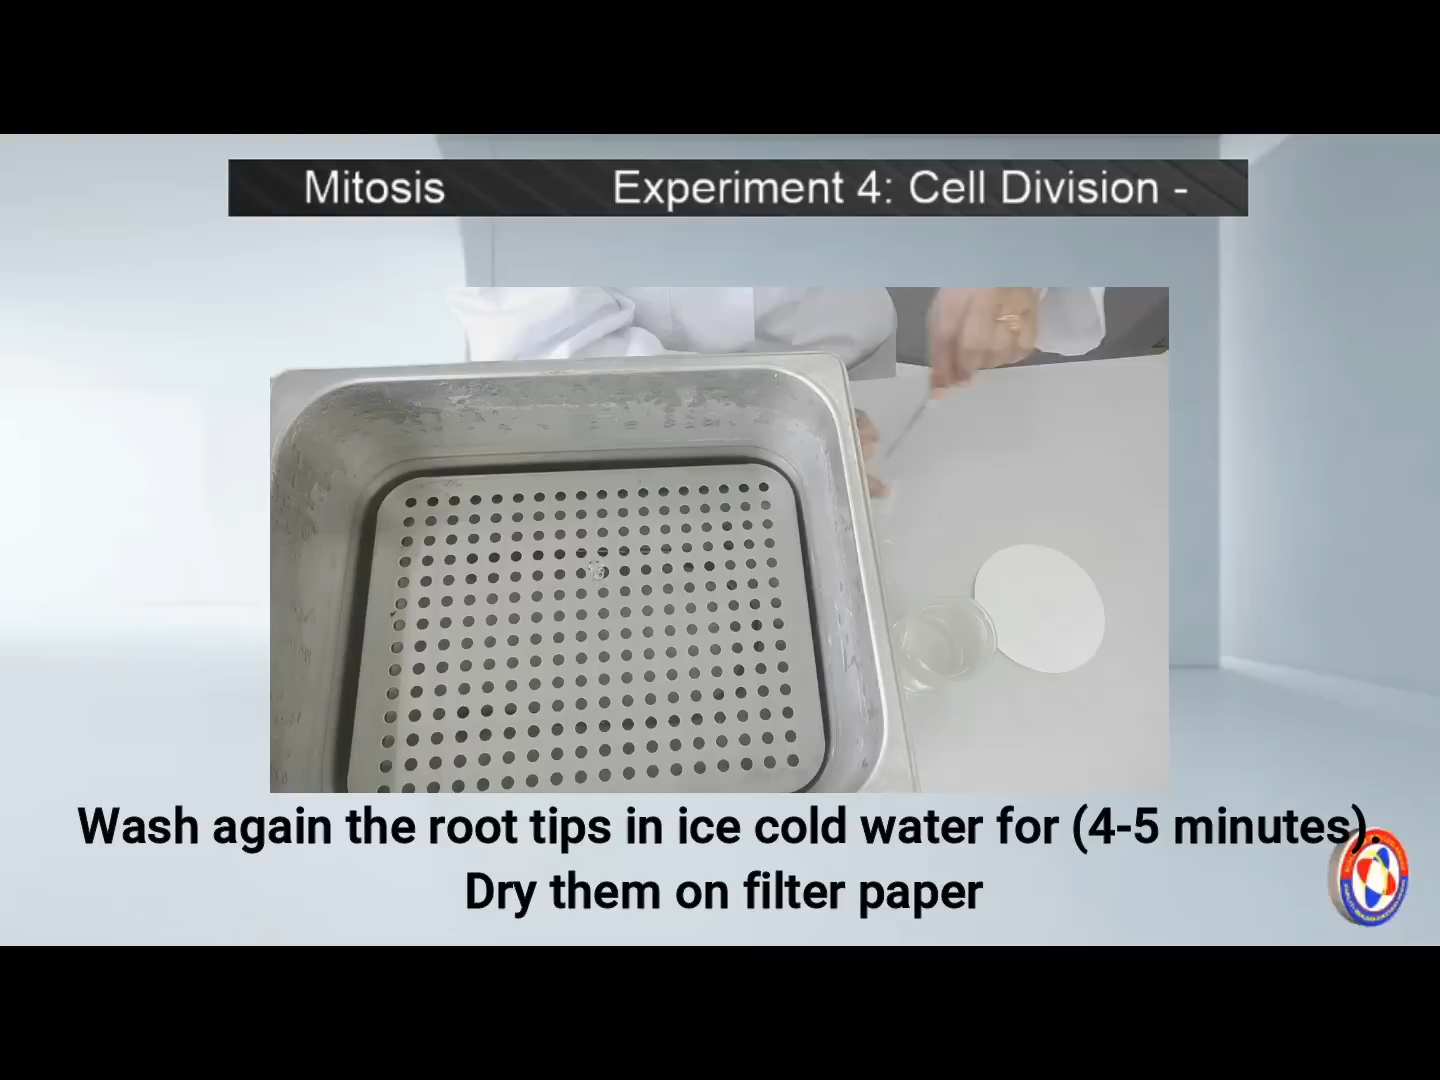 Mitosis Experiment 4: Cell Division -
Wash again the root tips in ice cold water for (4-5 minutes).
Dry them on filter paper